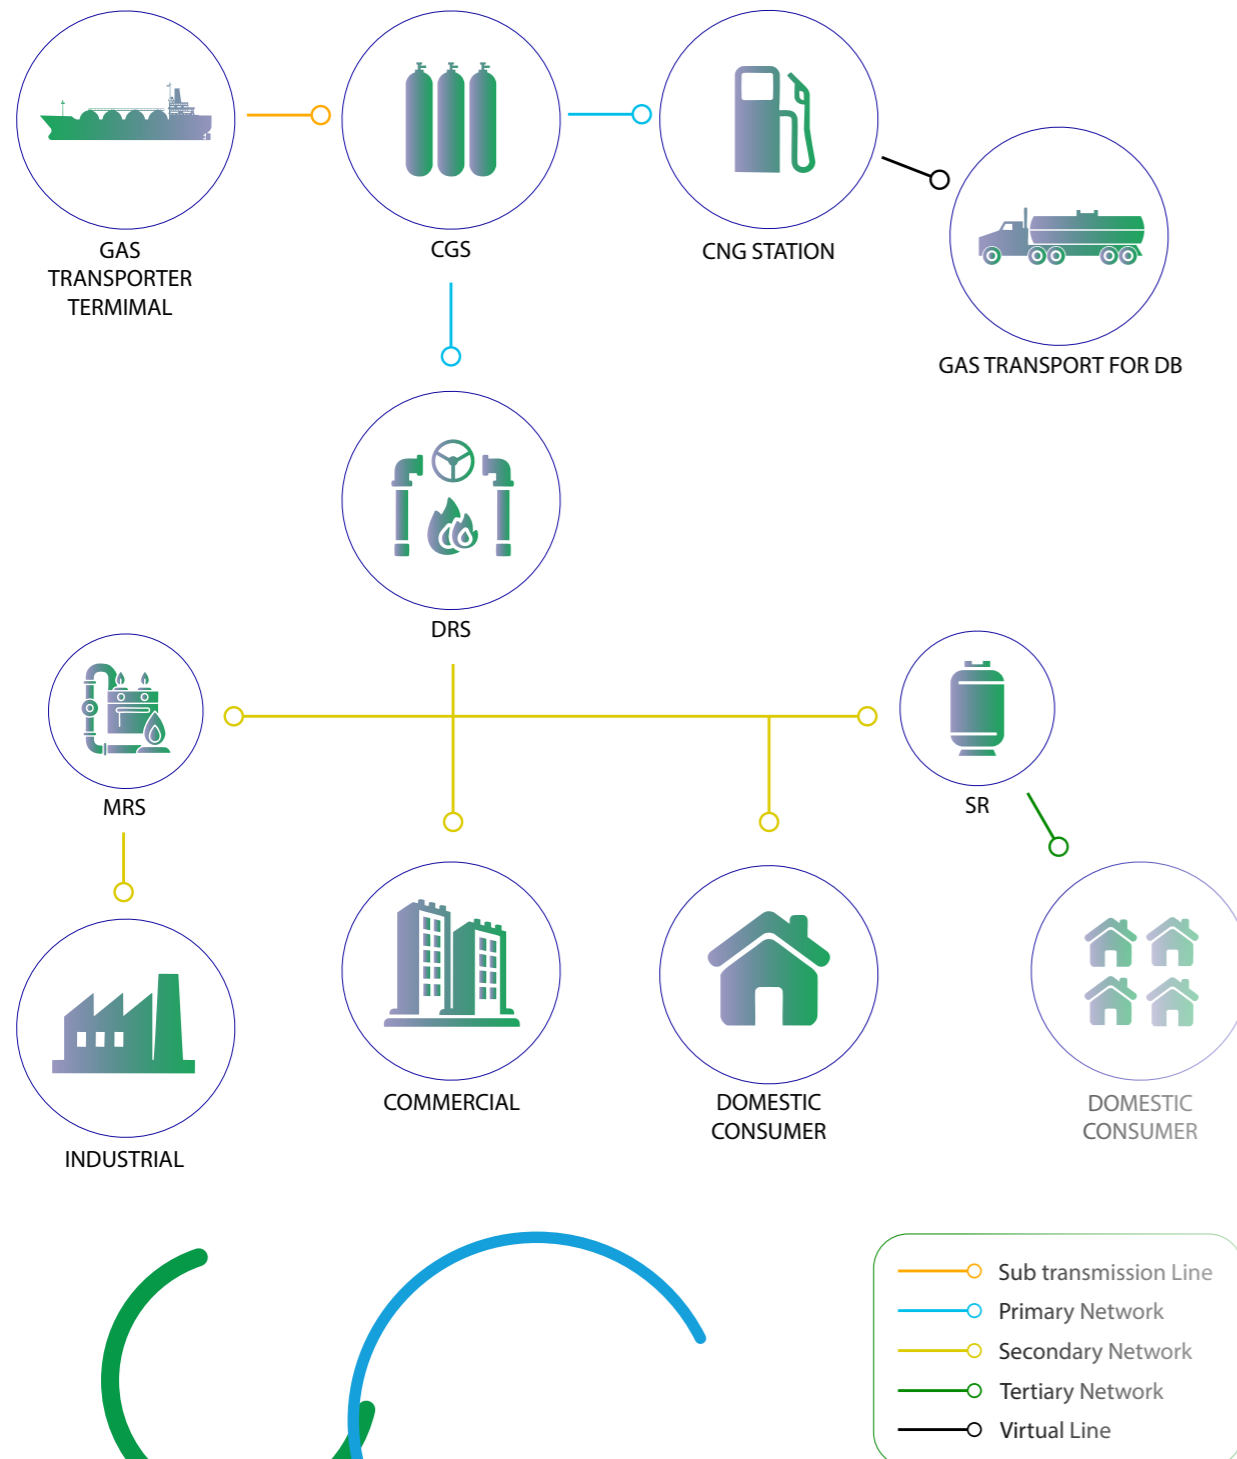 GAS
TRANSPORTER
TERMIMAL
CGS
CNG STATION
GAS TRANSPORT FOR DB
DRS
MRS
SR
INDUSTRIAL
COMMERCIAL
DOMESTIC
CONSUMER
DOMESTIC
CONSUMER
Sub transmission Line
Primary Network
Secondary Network
Tertiary Network
Virtual Line